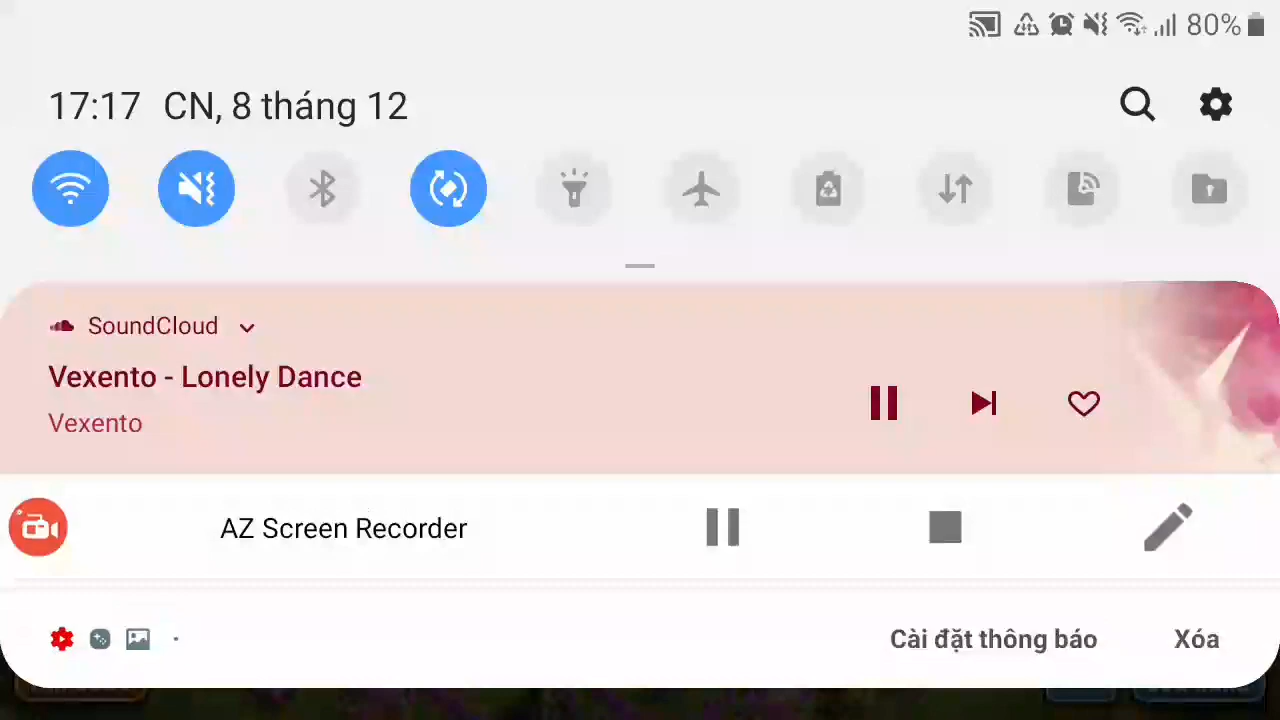 80%
17:17 CN, 8 tháng 12
SoundCloud
Vexento - Lonely Dance
Vexento
AZ Screen Recorder
Cài đặt thông báo
Xóa